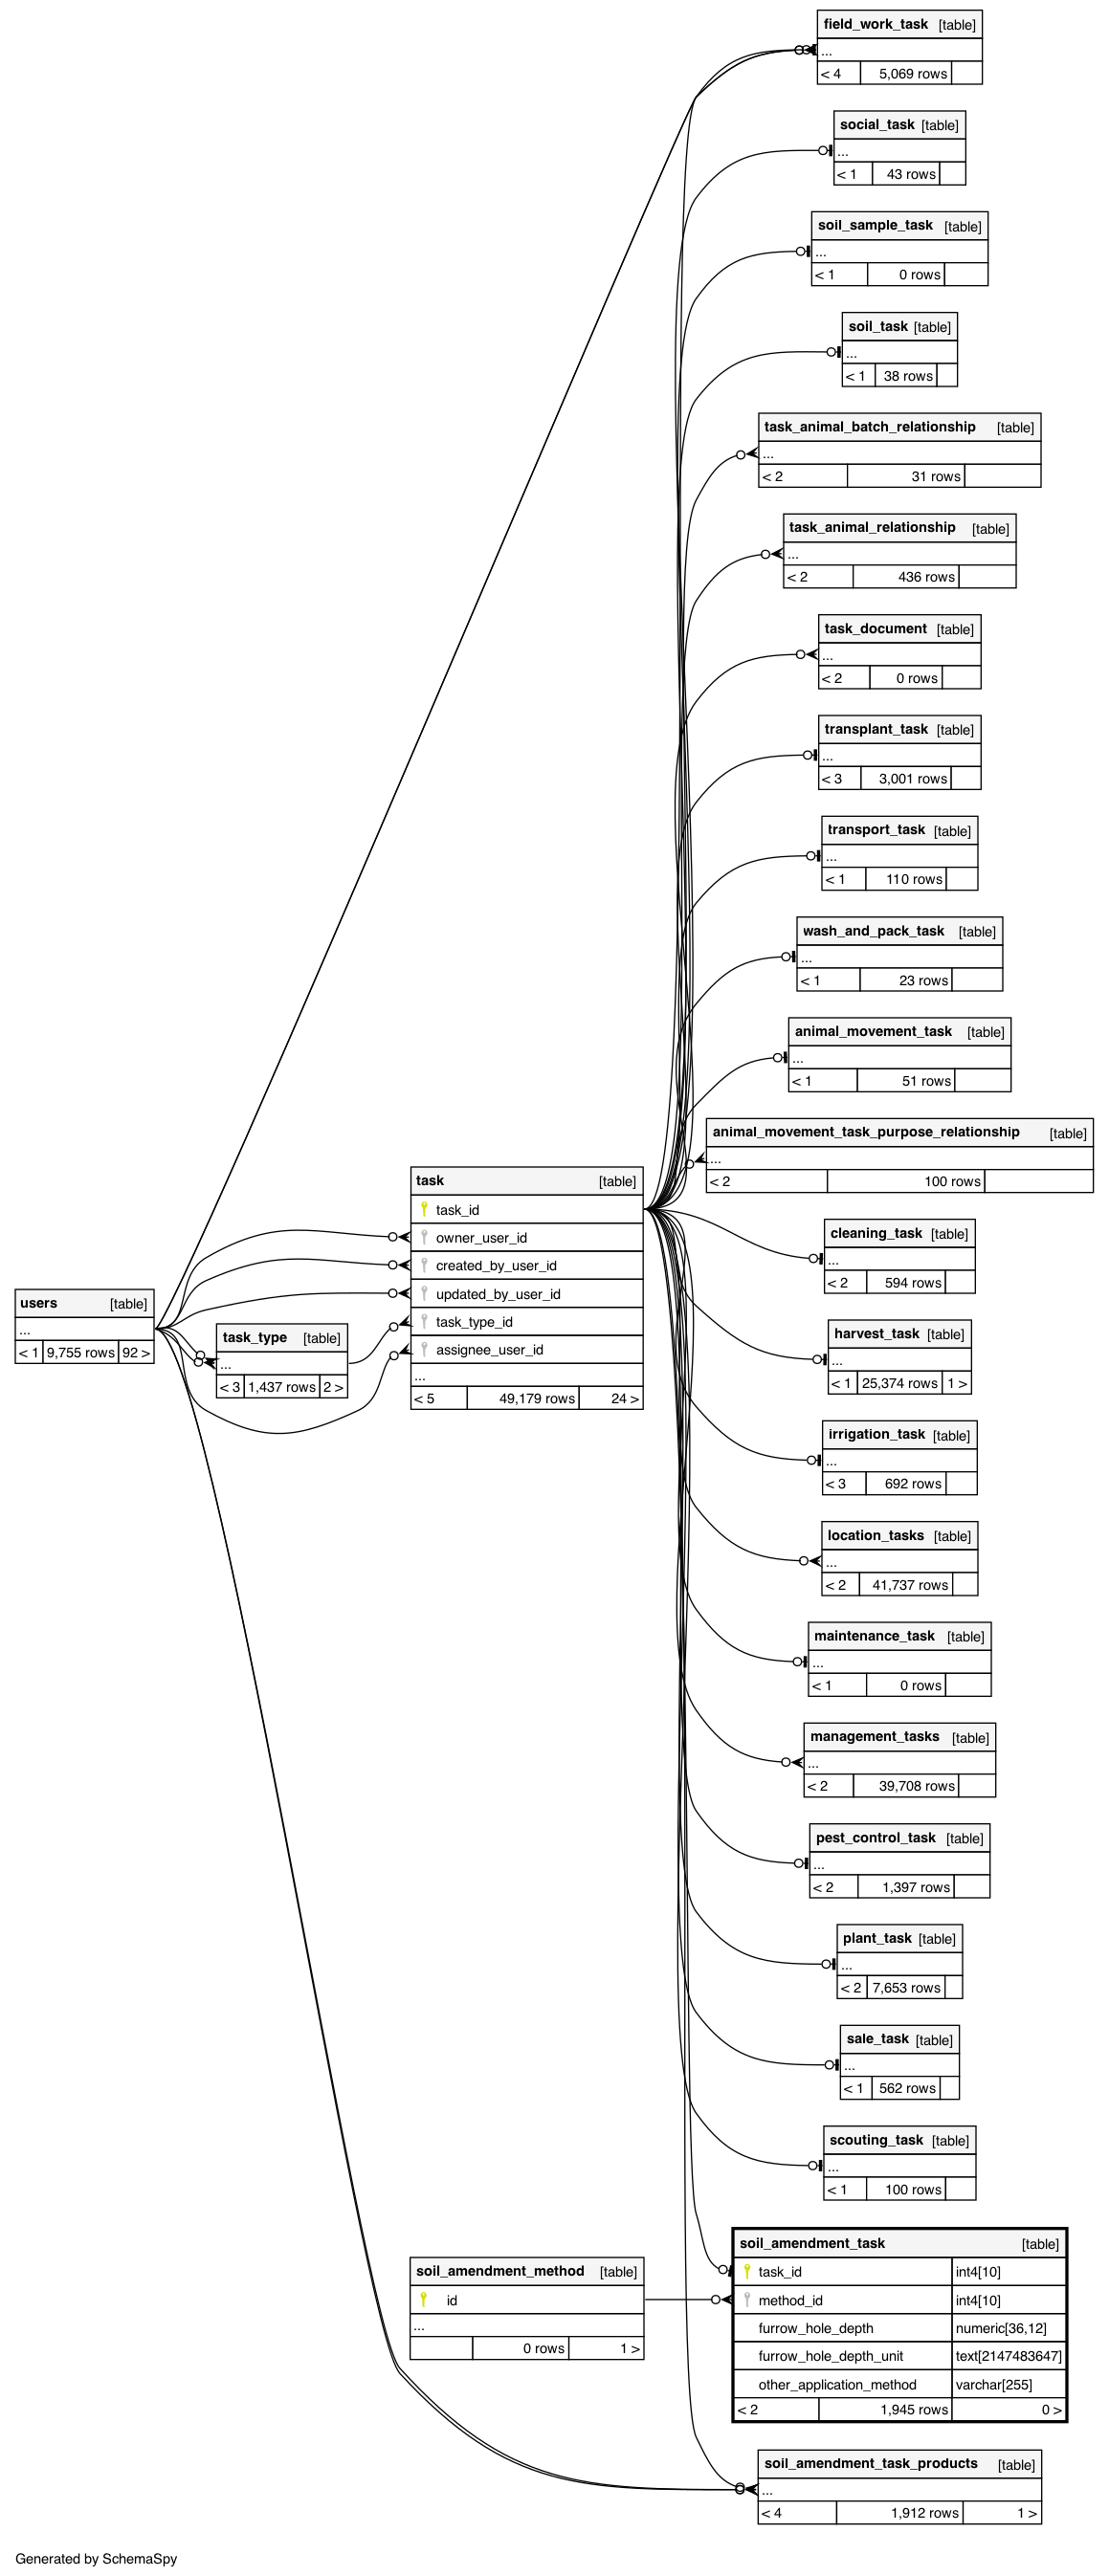 field_work_task [table]
...
< 4 5,069 rows
social_task [table]
...
< 1 43 rows
soil_sample_task [table]
...
< 1 0 rows
soil_task [table]
...
< 1 38 rows
task_animal_batch_relationship [table]
...
< 2 31 rows
task_animal_relationship [table]
...
< 2 436 rows
task_document [table]
...
< 2 0 rows
transplant_task [table]
...
< 3 3,001 rows
transport_task [table]
...
< 1 110 rows
wash_and_pack_task [table]
...
< 1 23 rows
animal_movement_task [table]
...
< 1 51 rows
animal_movement_task_purpose_relationship [table]
...
< 2 100 rows
task [table]
task_id
owner_user_id
created_by_user_id
updated_by_user_id
task_type_id
assignee_user_id
...
< 5 49,179 rows 24 >
users [table]
...
< 1 9,755 rows 92 >
task_type [table]
...
< 3 1,437 rows 2 >
cleaning_task [table]
...
< 2 594 rows
harvest_task [table]
...
< 1 25,374 rows 1 >
irrigation_task [table]
...
< 3 692 rows
location_tasks [table]
...
< 2 41,737 rows
maintenance_task [table]
...
< 1 0 rows
management_tasks [table]
...
< 2 39,708 rows
pest_control_task [table]
...
< 2 1,397 rows
plant_task [table]
...
< 2 7,653 rows
sale_task [table]
...
< 1 562 rows
scouting_task [table]
...
< 1 100 rows
soil_amendment_method [table]
id
...
0 rows 1 >
soil_amendment_task [table]
task_id int4[10]
method_id int4[10]
furrow_hole_depth numeric[36,12]
furrow_hole_depth_unit text[2147483647]
other_application_method varchar[255]
< 2 1,945 rows 0 >
soil_amendment_task_products [table]
...
< 4 1,912 rows 1 >
Generated by SchemaSpy